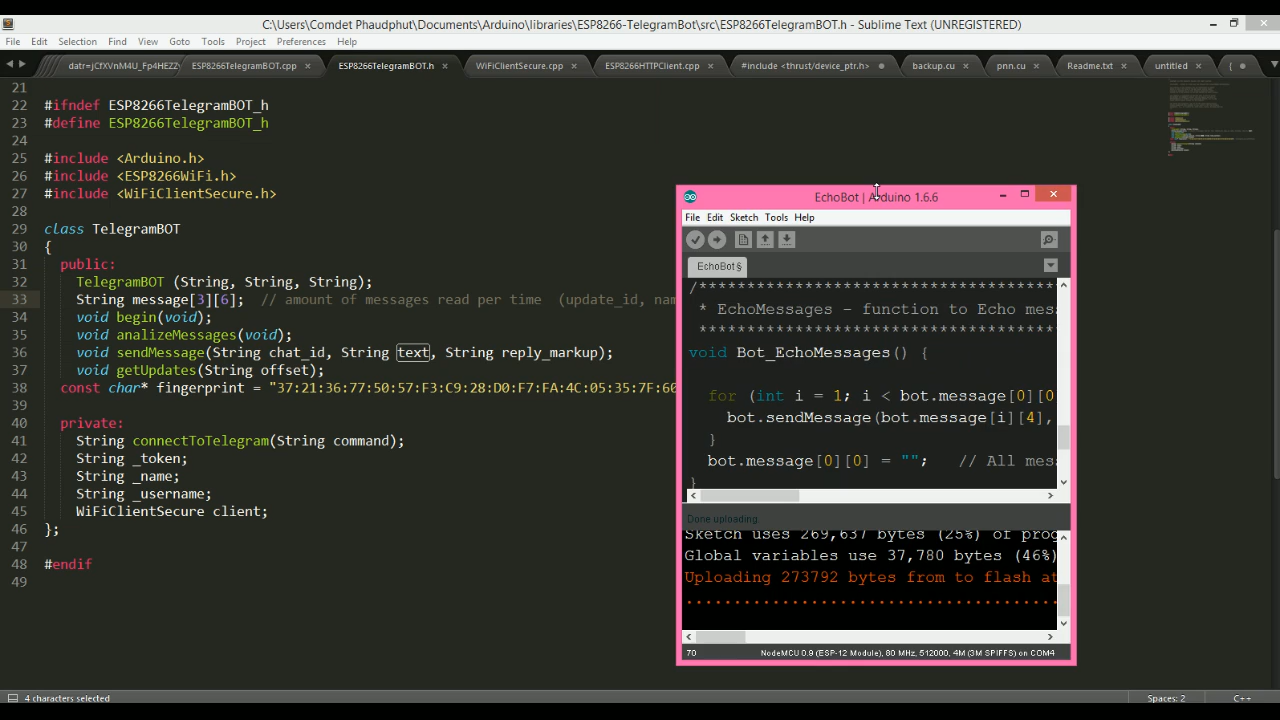 C:\Users\Comdet Phaudphut\Documents\Arduino\libraries\ESP8266-TelegramBot\src\ESP8266TelegramBOT.h - Sublime Text (UNREGISTERED)
File Edit Selection Find View Goto Tools Project Preferences Help
datr=jCfXVnM4U_Fp4HEZZ ESP8266TelegramBOT.cpp ESP8266TelegramBOT.h WiFiClientSecure.cpp ESP8266HTTPClient.cpp #include <thrust/device_ptr.h> backup.cu pnn.cu Readme.txt untitled {
21
22 #ifndef ESP8266TelegramBOT_h
23 #define ESP8266TelegramBOT_h
24
25 #include <Arduino.h>
26 #include <ESP8266WiFi.h>
27 #include <WiFiClientSecure.h>
28
29 class TelegramBOT
30 {
31 public:
32 TelegramBOT (String, String, String);
33 String message[3][6]; // amount of messages read per time (update_id, nam
34 void begin(void);
35 void analizeMessages(void);
36 void sendMessage(String chat_id, String text, String reply_markup);
37 void getUpdates(String offset);
38 const char* fingerprint = "37:21:36:77:50:57:F3:C9:28:D0:F7:FA:4C:05:35:7F:60
39
40 private:
41 String connectToTelegram(String command);
42 String _token;
43 String _name;
44 String _username;
45 WiFiClientSecure client;
46 };
47
48 #endif
49
EchoBot | Arduino 1.6.6
File Edit Sketch Tools Help
EchoBot §
* EchoMessages - function to Echo mes
void Bot_EchoMessages() {
for (int i = 1; i < bot.message[0][0
bot.sendMessage(bot.message[i][4],
}
bot.message[0][0] = ""; // All mes
}
Done uploading.
Sketch uses 269,637 bytes (25%) of prog
Global variables use 37,780 bytes (46%)
Uploading 273792 bytes from to flash at
70 NodeMCU 0.9 (ESP-12 Module), 80 MHz, 512000, 4M (3M SPIFFS) on COM4
4 characters selected Spaces: 2 C++